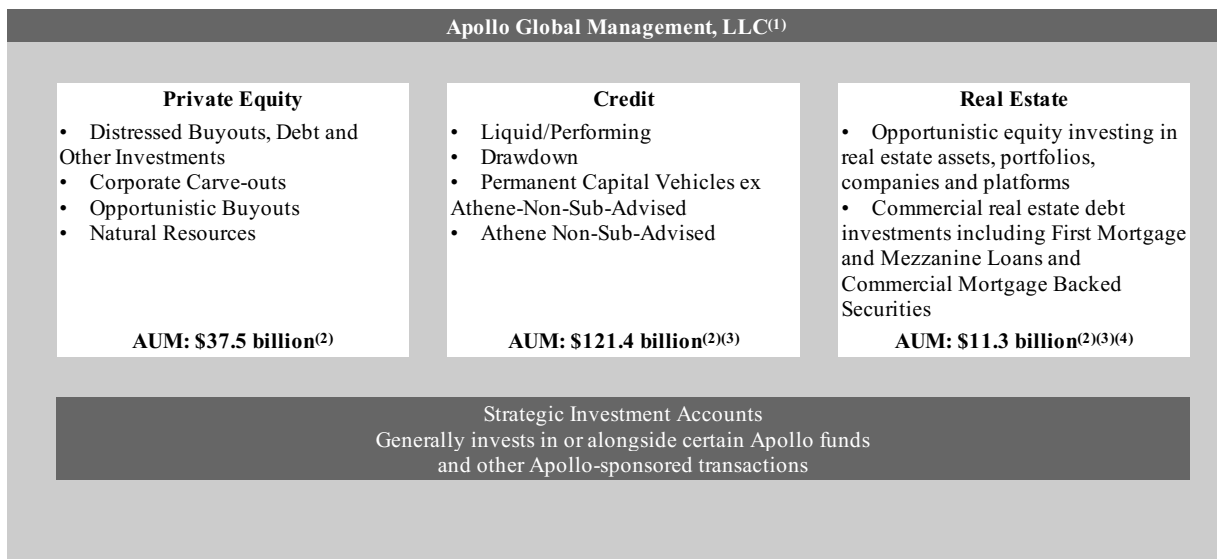 Apollo Global Management, LLC(1)
Private Equity
• Distressed Buyouts, Debt and
Other Investments
• Corporate Carve-outs
• Opportunistic Buyouts
• Natural Resources
AUM: $37.5 billion(2)
Credit
• Liquid/Performing
• Drawdown
• Permanent Capital Vehicles ex
Athene-Non-Sub-Advised
• Athene Non-Sub-Advised
AUM: $121.4 billion(2)(3)
Real Estate
• Opportunistic equity investing in
real estate assets, portfolios,
companies and platforms
• Commercial real estate debt
investments including First Mortgage
and Mezzanine Loans and
Commercial Mortgage Backed
Securities
AUM: $11.3 billion(2)(3)(4)
Strategic Investment Accounts
Generally invests in or alongside certain Apollo funds
and other Apollo-sponsored transactions